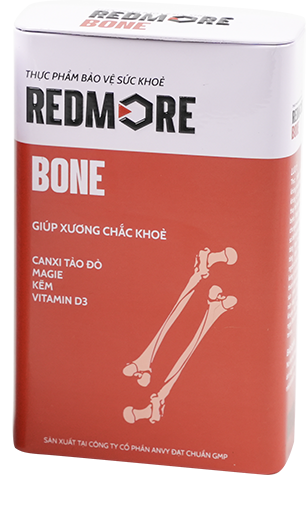 REDMORE
BONE
THỰC PHẨM BẢO VỆ SỨC KHOẺ
REDMORE
BONE
GIÚP XƯƠNG CHẮC KHOẺ
CANXI TẢO ĐỎ
MAGIE
KẼM
VITAMIN D3
SẢN XUẤT TẠI CÔNG TY CỔ PHẦN ANVY ĐẠT CHUẨN GMP